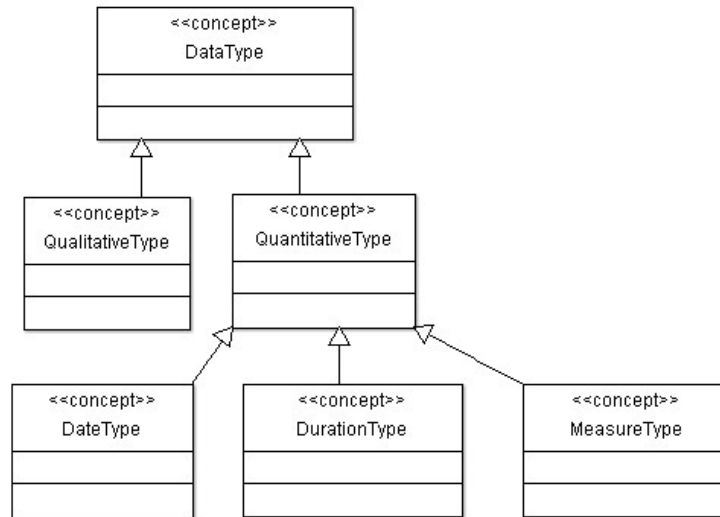 <<concept>>
DataType
<<concept>>
QualitativeType
<<concept>>
QuantitativeType
<<concept>>
DateType
<<concept>>
DurationType
<<concept>>
MeasureType